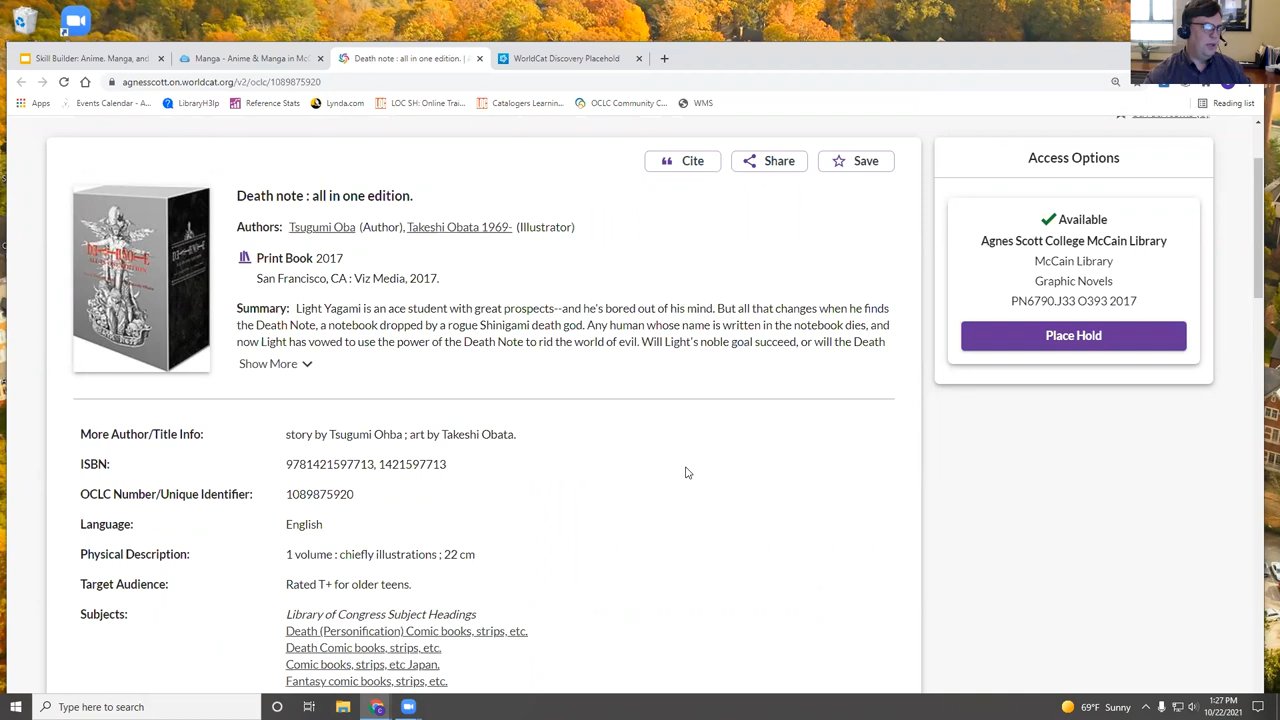 Skill Builder: Anime. Manga, and
Manga - Anime & Manga in Mc
Death note : all in one edition. |
WorldCat Discovery Placehold
agnesscott.on.worldcat.org/v2/oclc/1089875920
Apps
Events Calendar - A...
LibraryH3lp
Reference Stats
Lynda.com
LOC SH: Online Trai...
Catalogers Learnin...
OCLC Community C...
WMS
Reading list
Cite
Share
Save
Access Options
Death note : all in one edition.
Authors: Tsugumi Oba (Author), Takeshi Obata 1969- (Illustrator)
Print Book 2017
San Francisco, CA : Viz Media, 2017.
Summary: Light Yagami is an ace student with great prospects--and he's bored out of his mind. But all that changes when he finds
the Death Note, a notebook dropped by a rogue Shinigami death god. Any human whose name is written in the notebook dies, and
now Light has vowed to use the power of the Death Note to rid the world of evil. Will Light's noble goal succeed, or will the Death
Show More
Available
Agnes Scott College McCain Library
McCain Library
Graphic Novels
PN6790.J33 O393 2017
Place Hold
More Author/Title Info: story by Tsugumi Ohba ; art by Takeshi Obata.
ISBN: 9781421597713, 1421597713
OCLC Number/Unique Identifier: 1089875920
Language: English
Physical Description: 1 volume : chiefly illustrations ; 22 cm
Target Audience: Rated T+ for older teens.
Subjects: Library of Congress Subject Headings
Death (Personification) Comic books, strips, etc.
Death Comic books, strips, etc.
Comic books, strips, etc Japan.
Fantasy comic books, strips, etc.
Type here to search
69°F Sunny
1:27 PM
10/22/2021